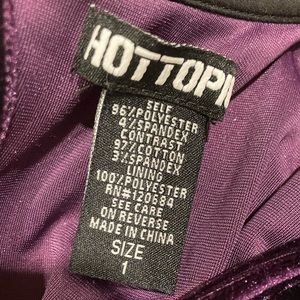 HOTTOPI
SELF
96%POLYESTER
4%SPANDEX
CONTRAST
97%COTTON
3%SPANDEX
LINING
100%POLYESTER
RN#120684
SEE CARE
ON REVERSE
MADE IN CHINA
SIZE
1